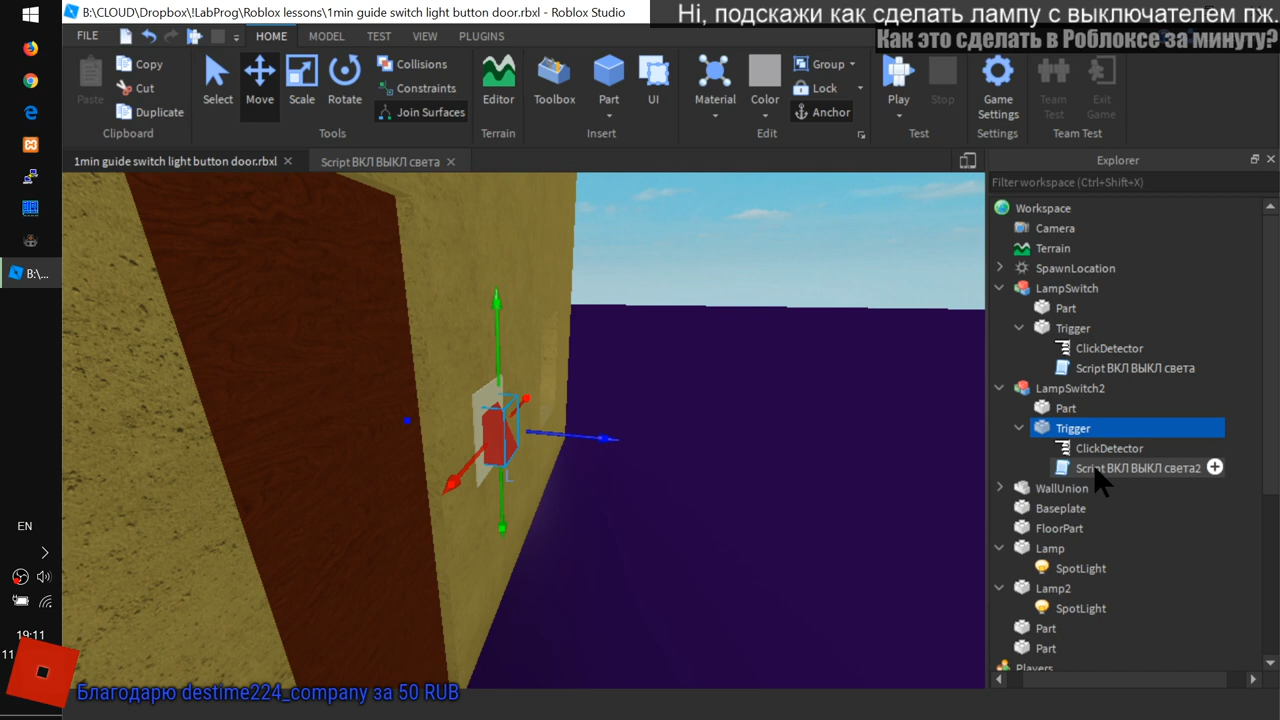 B:\CLOUD\Dropbox\!LabProg\Roblox lessons\1min guide switch light button door.rbxl - Roblox Studio
Hi, подскажи как сделать лампу с выключателем пж.
Как это сделать в Роблоксе за минуту?
FILE
HOME
MODEL
TEST
VIEW
PLUGINS
Paste
Copy
Cut
Duplicate
Clipboard
Select
Move
Scale
Rotate
Collisions
Constraints
Join Surfaces
Tools
Editor
Terrain
Toolbox
Part
UI
Insert
Material
Color
Group
Lock
Anchor
Edit
Play
Stop
Test
Game Settings
Settings
Team Test
Exit Game
Team Test
1min guide switch light button door.rbxl
Script ВКЛ ВЫКЛ света
Explorer
Filter workspace (Ctrl+Shift+X)
Workspace
Camera
Terrain
SpawnLocation
LampSwitch
Part
Trigger
ClickDetector
Script ВКЛ ВЫКЛ света
LampSwitch2
Part
Trigger
ClickDetector
Script ВКЛ ВЫКЛ света2
WallUnion
Baseplate
FloorPart
Lamp
SpotLight
Lamp2
SpotLight
Part
Part
Players
L
B:\...
EN
19:11
11
Благодарю destime224_company за 50 RUB